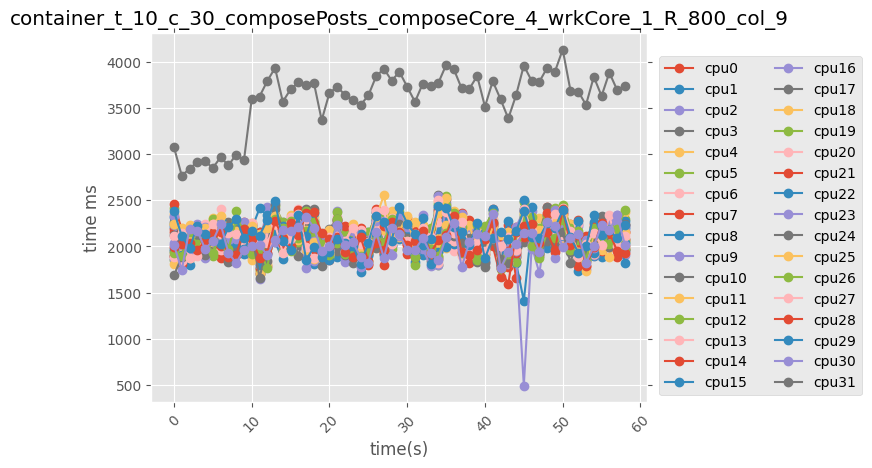 container_t_10_c_30_composePosts_composeCore_4_wrkCore_1_R_800_col_9
4000
3500
3000
2500
2000
1500
1000
500
time ms
0
10
20
30
40
50
60
time(s)
cpu0
cpu1
cpu2
cpu3
cpu4
cpu5
cpu6
cpu7
cpu8
cpu9
cpu10
cpu11
cpu12
cpu13
cpu14
cpu15
cpu16
cpu17
cpu18
cpu19
cpu20
cpu21
cpu22
cpu23
cpu24
cpu25
cpu26
cpu27
cpu28
cpu29
cpu30
cpu31